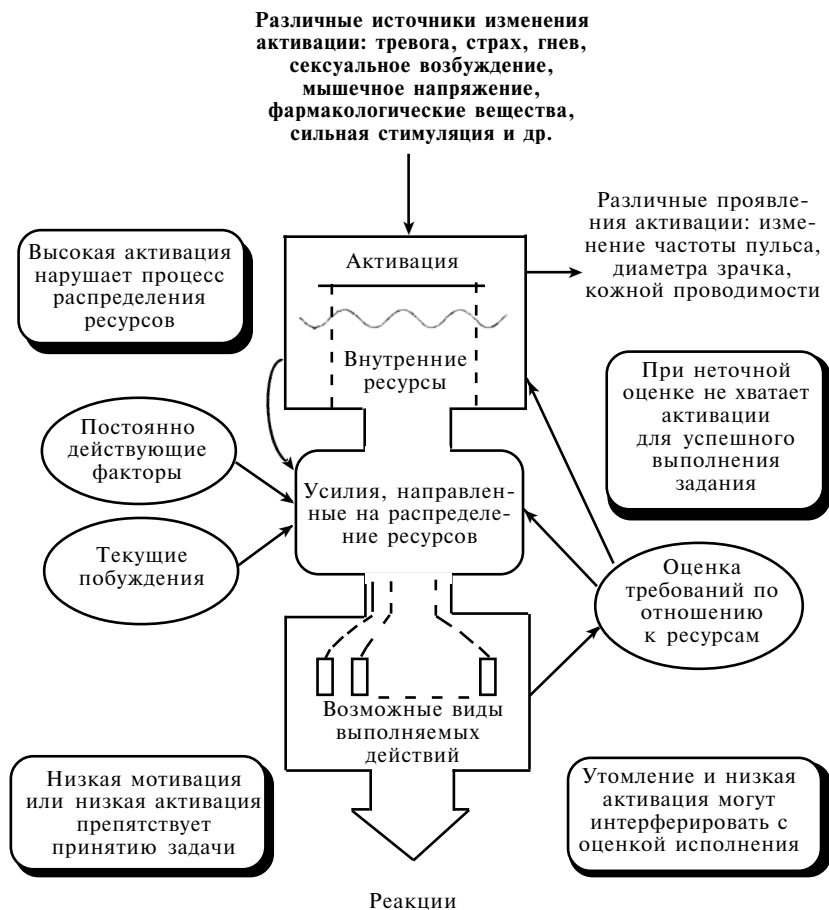 Различные источники изменения
активации: тревога, страх, гнев,
сексуальное возбуждение,
мышечное напряжение,
фармакологические вещества,
сильная стимуляция и др.
Различные проявле-
ния активации: изме-
нение частоты пульса,
диаметра зрачка,
кожной проводимости
Высокая активация
нарушает процесс
распределения
ресурсов
Активация
Внутренние
ресурсы
При неточной
оценке не хватает
активации
для успешного
выполнения
задания
Постоянно
действующие
факторы
Усилия, направлен-
ные на распределе-
ние ресурсов
Текущие
побуждения
Оценка
требований по
отношению
к ресурсам
Возможные виды
выполняемых
действий
Низкая мотивация
или низкая активация
препятствует
принятию задачи
Утомление и низкая
активация могут
интерферировать с
оценкой исполнения
Реакции